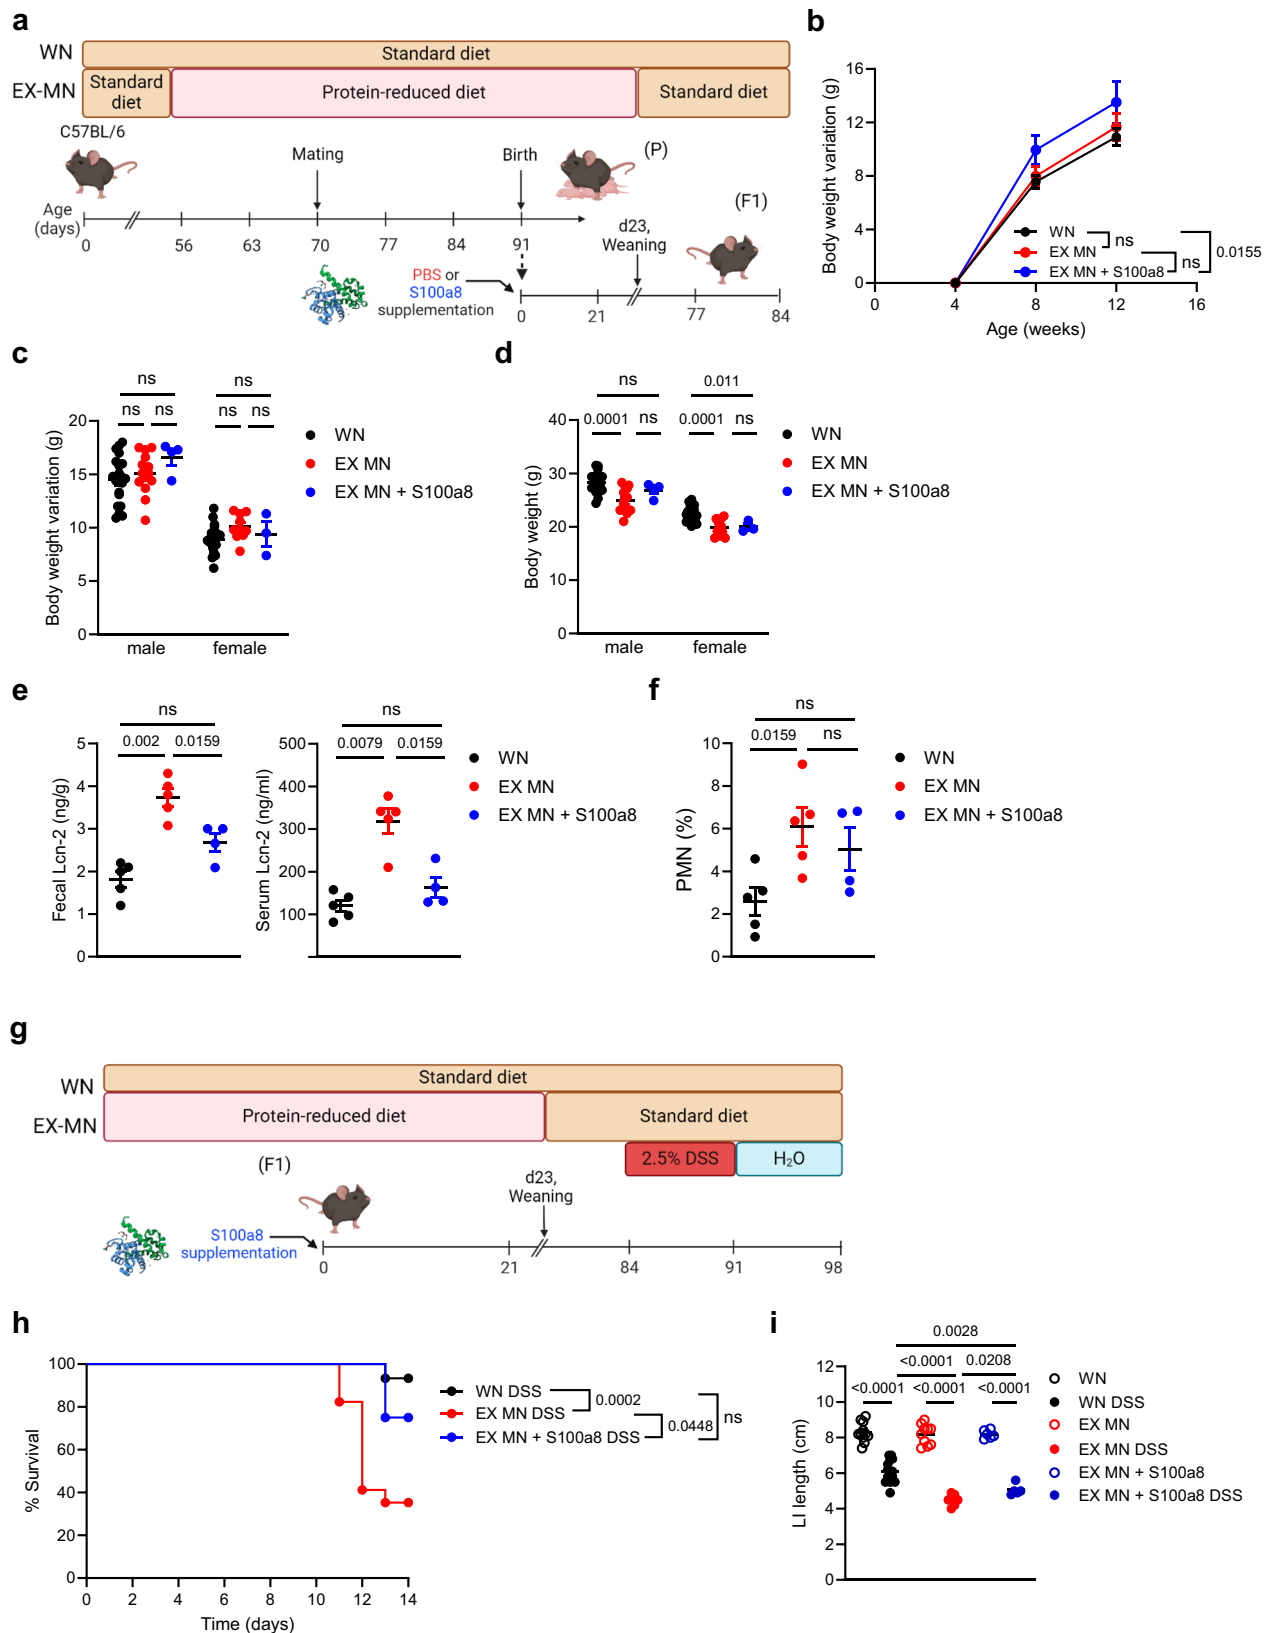 a
WN
Standard diet
EX-MN
Standard
diet
Protein-reduced diet
Standard diet
C57BL/6
Mating
Birth
(P)
(F1)
Age
(days)
0
56
63
70
77
84
91
d23,
Weaning
PBS or
S100a8
supplementation
0
21
77
84
b
Body weight variation (g)
16
12
8
4
0
0
4
8
12
16
Age (weeks)
WN
EX MN
EX MN + S100a8
ns
ns
0.0155
c
Body weight variation (g)
ns
ns
ns
ns
ns
ns
20
15
10
5
0
male
female
WN
EX MN
EX MN + S100a8
d
Body weight (g)
ns
0.011
0.0001
ns
0.0001
ns
40
30
20
10
0
male
female
WN
EX MN
EX MN + S100a8
e
Fecal Lcn-2 (ng/g)
ns
0.002
0.0159
5
4
3
2
1
0
Serum Lcn-2 (ng/ml)
ns
0.0079
0.0159
500
400
300
200
100
WN
EX MN
EX MN + S100a8
f
PMN (%)
ns
0.0159
ns
10
8
6
4
2
0
WN
EX MN
EX MN + S100a8
g
WN
Standard diet
EX-MN
Protein-reduced diet
Standard diet
2.5% DSS
H₂O
(F1)
d23,
Weaning
S100a8
supplementation
0
21
84
91
98
h
% Survival
100
80
60
40
20
0
0
2
4
6
8
10
12
14
Time (days)
WN DSS
EX MN DSS
EX MN + S100a8 DSS
0.0002
0.0448
ns
i
LI length (cm)
0.0028
<0.0001
0.0208
<0.0001
<0.0001
<0.0001
12
10
8
6
4
2
0
WN
WN DSS
EX MN
EX MN DSS
EX MN + S100a8
EX MN + S100a8 DSS